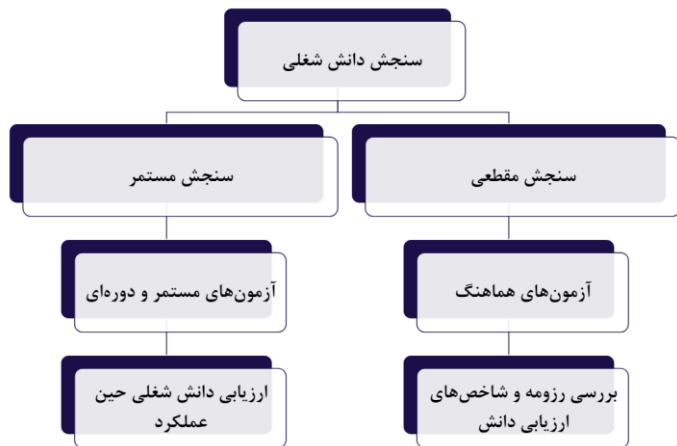 سنجش دانش شغلی
سنجش مقطعی
سنجش مستمر
آزمون‌های هماهنگ
آزمون‌های مستمر و دوره‌ای
بررسی رزومه و شاخص‌های
ارزیابی دانش
ارزیابی دانش شغلی حین
عملکرد